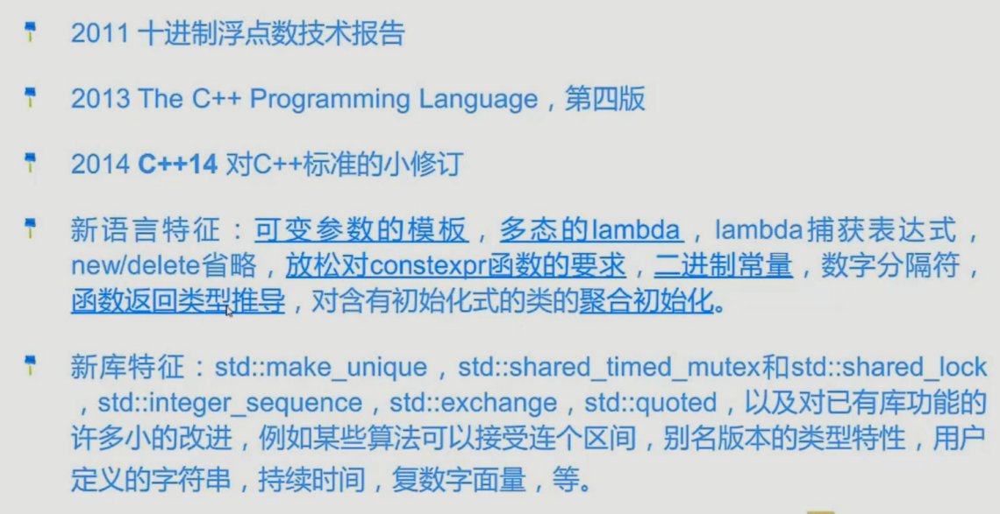 2011 十进制浮点数技术报告
2013 The C++ Programming Language，第四版
2014 C++14 对C++标准的小修订
新语言特征：可变参数的模板，多态的lambda，lambda捕获表达式，
new/delete省略，放松对constexpr函数的要求，二进制常量，数字分隔符，
函数返回类型推导，对含有初始化式的类的聚合初始化。
新库特征：std::make_unique，std::shared_timed_mutex和std::shared_lock
，std::integer_sequence，std::exchange，std::quoted，以及对已有库功能的
许多小的改进，例如某些算法可以接受连个区间，别名版本的类型特性，用户
定义的字符串，持续时间，复数字面量，等。